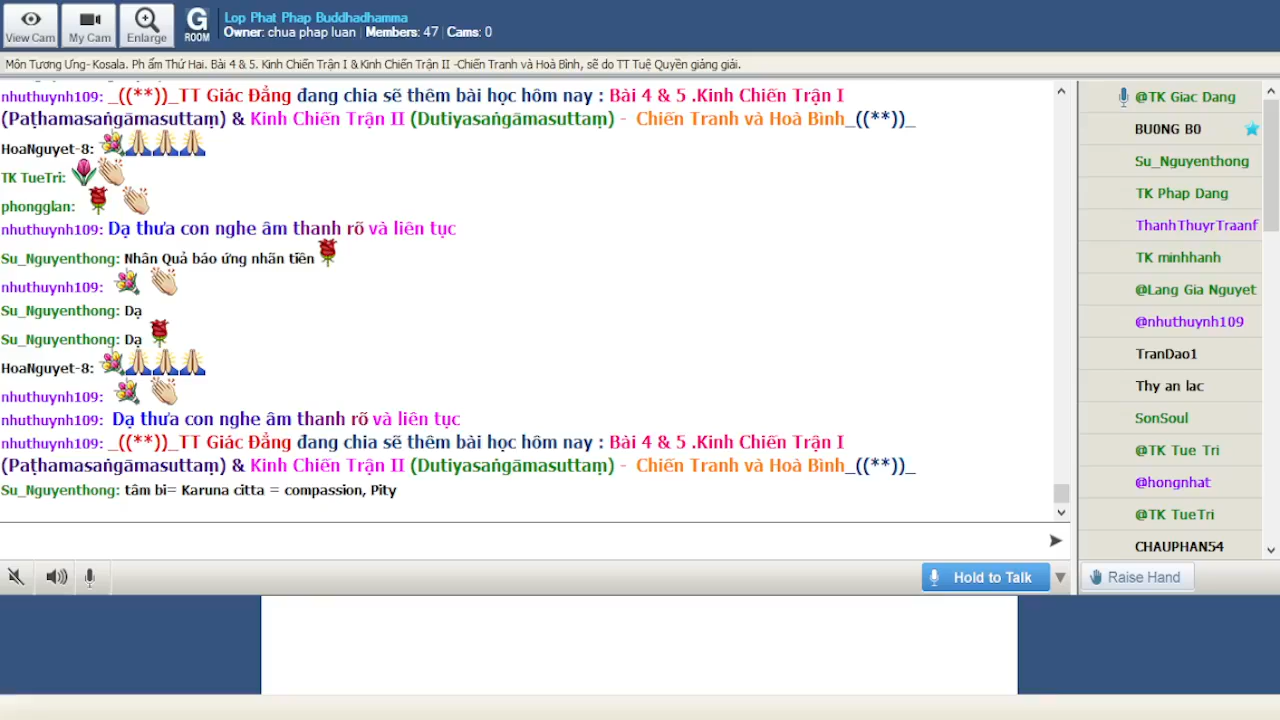 View Cam
My Cam
Enlarge
G
ROOM
Lop Phat Phap Buddhadhamma
Owner: chua phap luan | Members: 47 | Cams: 0
Môn Tương Ưng- Kosala. Ph ẩm Thứ Hai. Bài 4 & 5. Kinh Chiến Trận I & Kinh Chiến Trận II -Chiến Tranh và Hoà Bình, sẽ do TT Tuệ Quyền giảng giải.
nhuthuynh109: _((**))_TT Giác Đẳng đang chia sẽ thêm bài học hôm nay : Bài 4 & 5 .Kinh Chiến Trận I
(Paṭhamasaṅgāmasuttaṃ) & Kinh Chiến Trận II (Dutiyasaṅgāmasuttaṃ) - Chiến Tranh và Hoà Bình_((**))_
HoaNguyet-8:
TK TueTri:
phonggian:
nhuthuynh109: Dạ thưa con nghe âm thanh rõ và liên tục
Su_Nguyenthong: Nhân Quả báo ứng nhãn tiền
nhuthuynh109:
Su_Nguyenthong: Dạ
Su_Nguyenthong: Dạ
HoaNguyet-8:
nhuthuynh109:
nhuthuynh109: Dạ thưa con nghe âm thanh rõ và liên tục
nhuthuynh109: _((**))_TT Giác Đẳng đang chia sẽ thêm bài học hôm nay : Bài 4 & 5 .Kinh Chiến Trận I
(Paṭhamasaṅgāmasuttaṃ) & Kinh Chiến Trận II (Dutiyasaṅgāmasuttaṃ) - Chiến Tranh và Hoà Bình_((**))_
Su_Nguyenthong: tâm bi= Karuna citta = compassion, Pity
Hold to Talk
@TK Giac Dang
BU0NG B0
Su_Nguyenthong
TK Phap Dang
ThanhThuyrTraanf
TK minhhanh
@Lang Gia Nguyet
@nhuthuynh109
TranDao1
Thy an lac
SonSoul
@TK Tue Tri
@hongnhat
@TK TueTri
CHAUPHAN54
Raise Hand